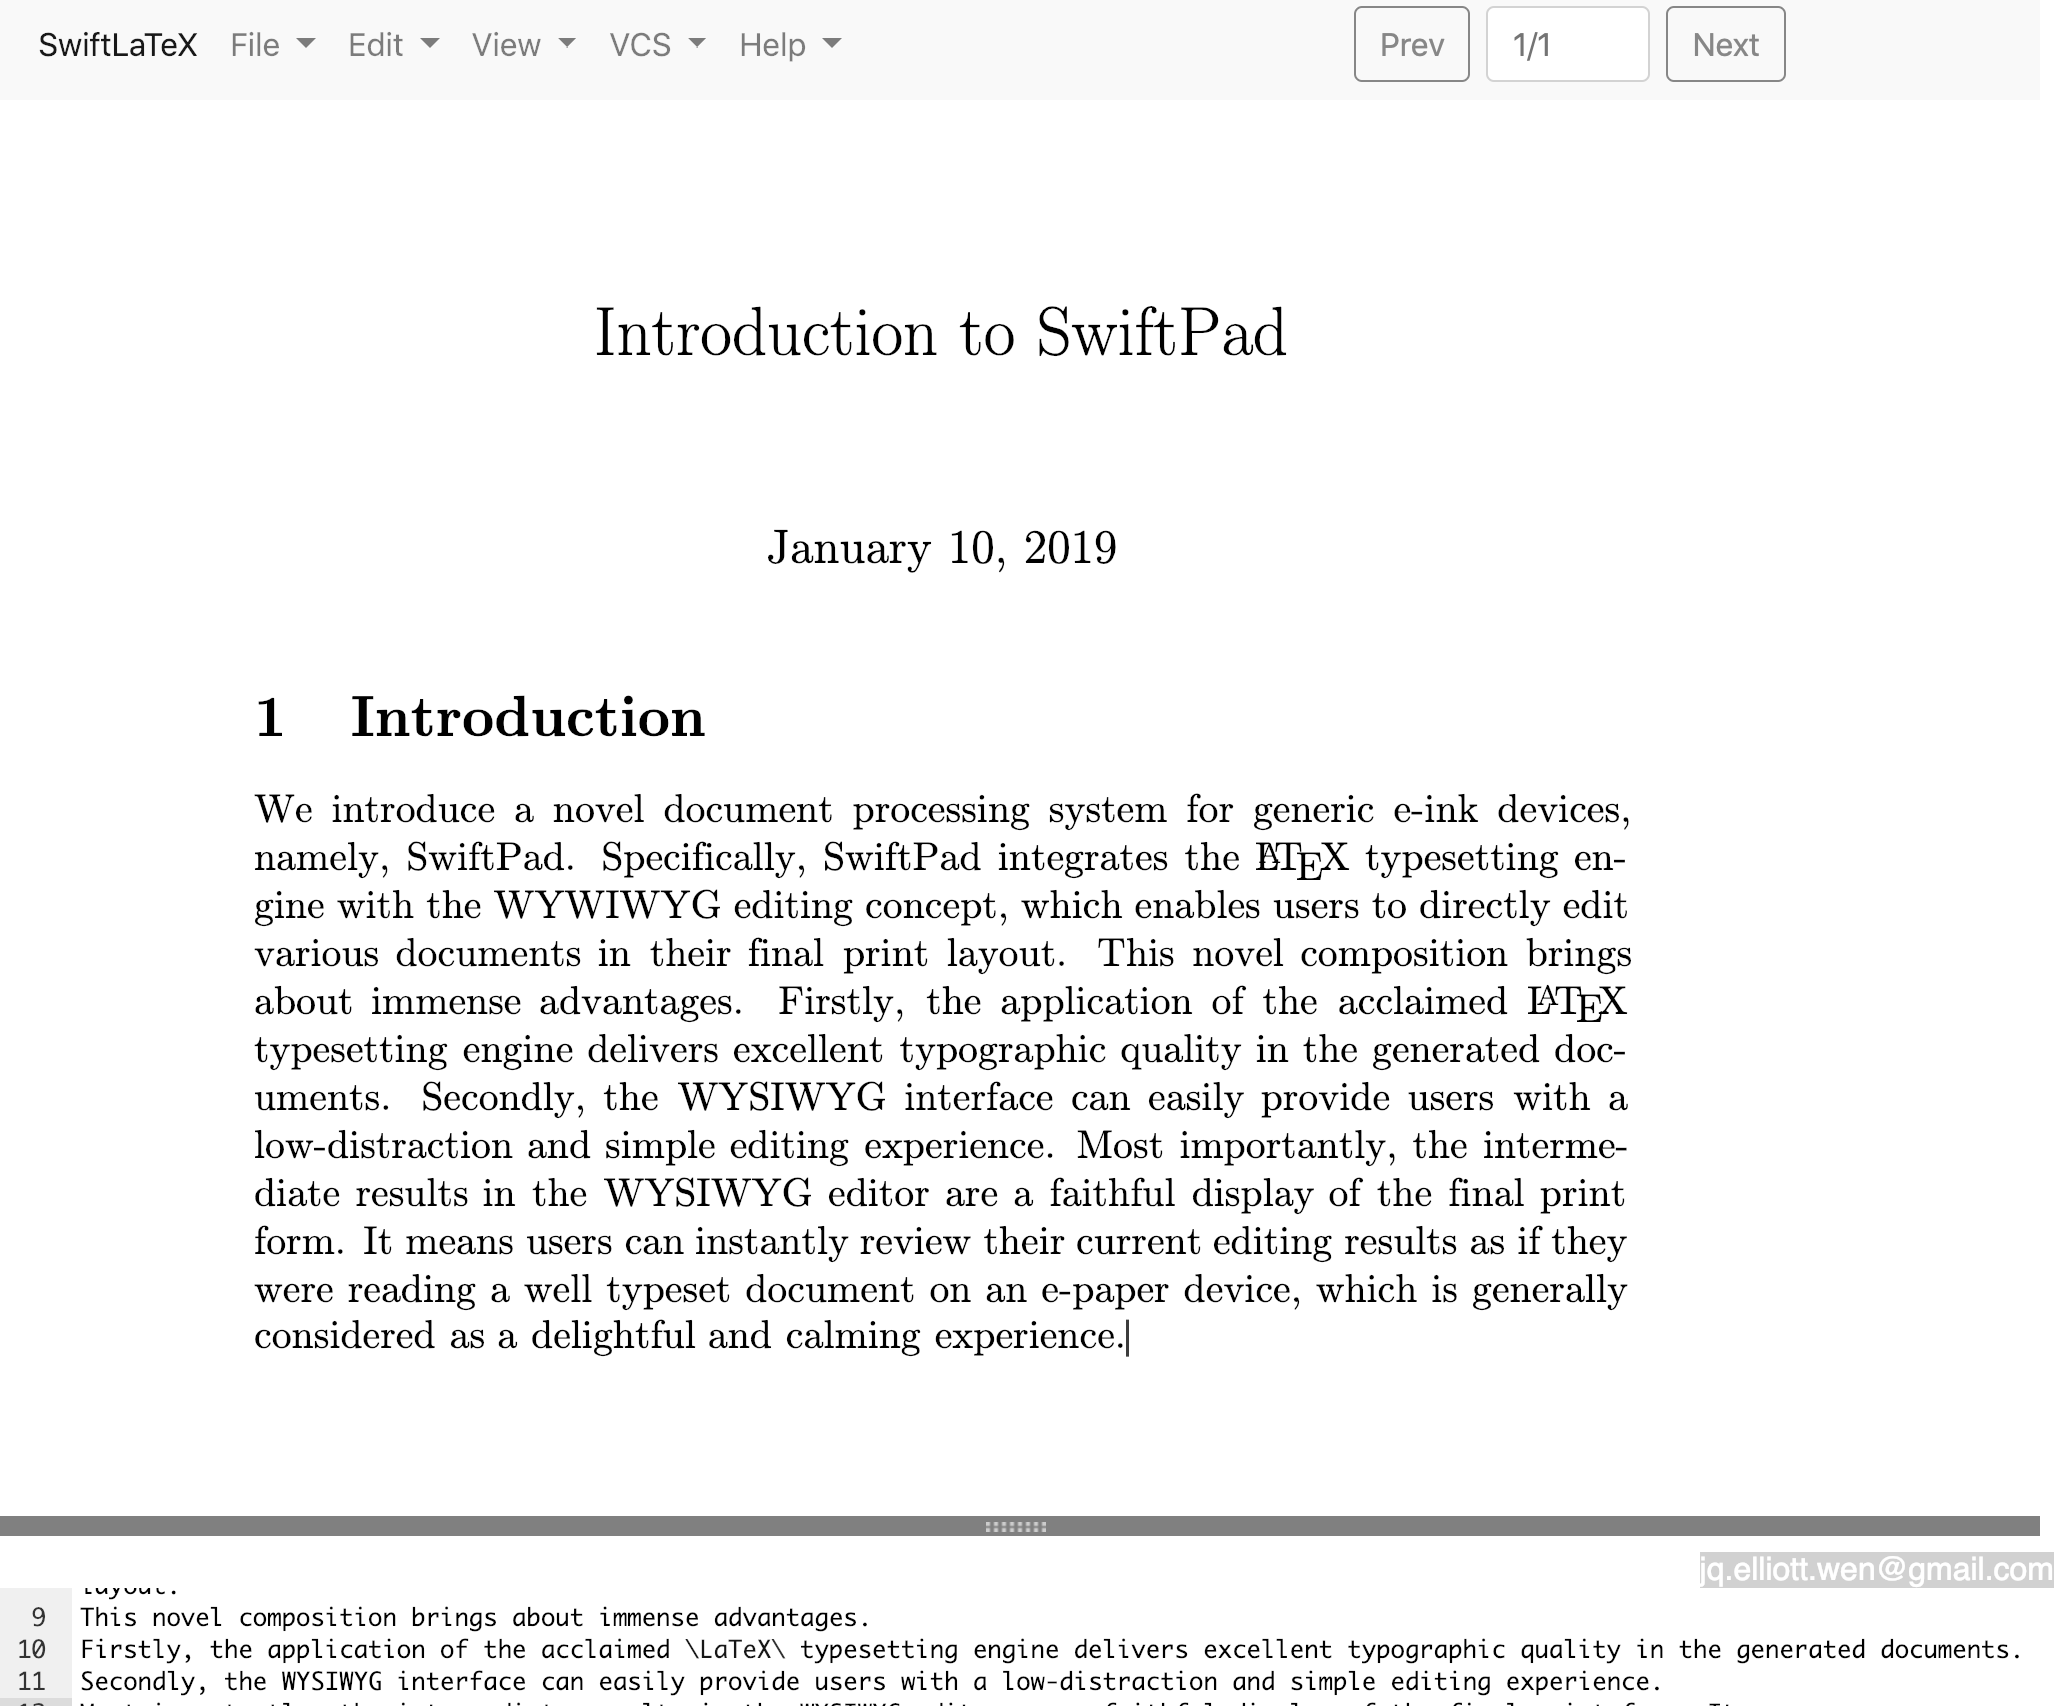 SwiftLaTeX File Edit View VCS Help Prev 1/1 Next
Introduction to SwiftPad
January 10, 2019
1 Introduction
We introduce a novel document processing system for generic e-ink devices,
namely, SwiftPad. Specifically, SwiftPad integrates the LATEX typesetting en-
gine with the WYWIWYG editing concept, which enables users to directly edit
various documents in their final print layout. This novel composition brings
about immense advantages. Firstly, the application of the acclaimed LATEX
typesetting engine delivers excellent typographic quality in the generated doc-
uments. Secondly, the WYSIWYG interface can easily provide users with a
low-distraction and simple editing experience. Most importantly, the interme-
diate results in the WYSIWYG editor are a faithful display of the final print
form. It means users can instantly review their current editing results as if they
were reading a well typeset document on an e-paper device, which is generally
considered as a delightful and calming experience.
jq.elliott.wen@gmail.com
layout.
9 This novel composition brings about immense advantages.
10 Firstly, the application of the acclaimed \LaTeX\ typesetting engine delivers excellent typographic quality in the generated documents.
11 Secondly, the WYSIWYG interface can easily provide users with a low-distraction and simple editing experience.